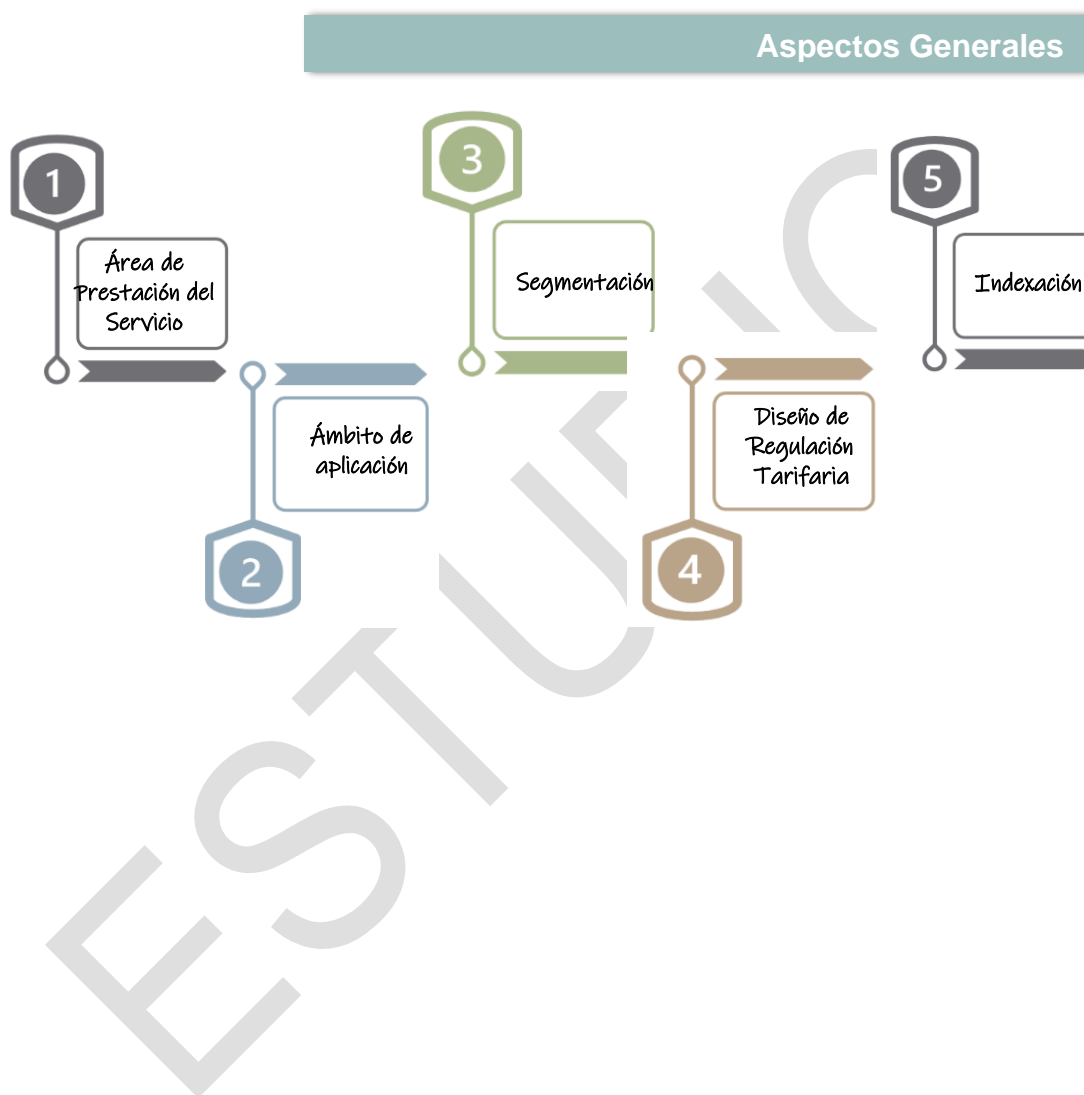 Aspectos Generales
1
Área de
Prestación del
Servicio
2
Ámbito de
aplicación
3
Segmentación
4
Diseño de
Regulación
Tarifaria
5
Indexación